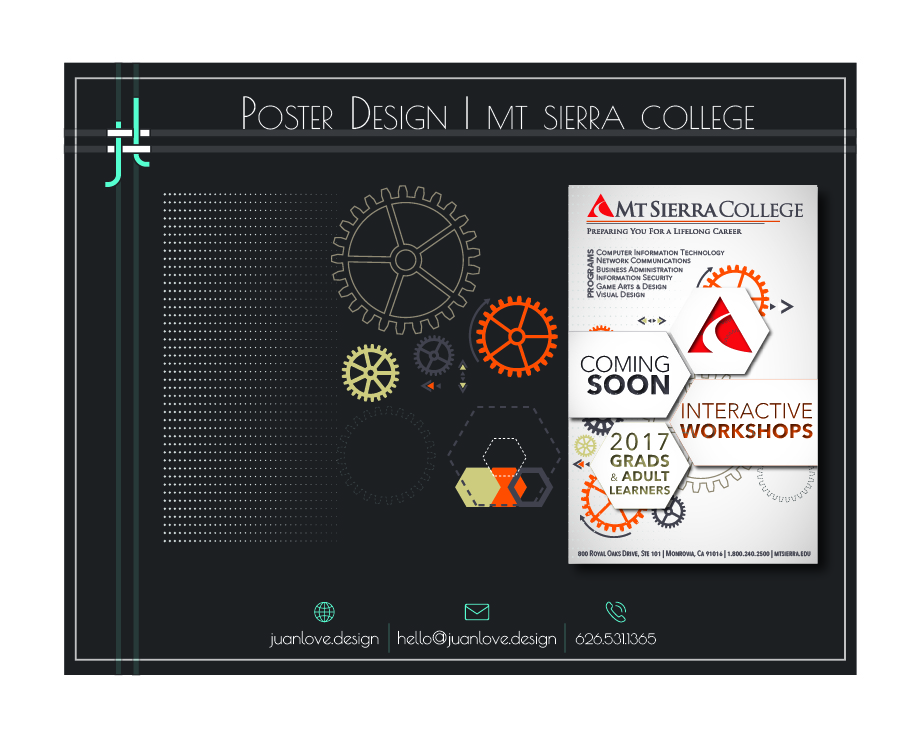 POSTER DESIGN | MT SIERRA COLLEGE
jl
MT SIERRA COLLEGE
PREPARING YOU FOR A LIFELONG CAREER
PROGRAMS
COMPUTER INFORMATION TECHNOLOGY
NETWORK COMMUNICATIONS
BUSINESS ADMINISTRATION
INFORMATION SECURITY
GAME ARTS & DESIGN
VISUAL DESIGN
COMING
SOON
INTERACTIVE
WORKSHOPS
2017
GRADS
& ADULT
LEARNERS
800 ROYAL OAKS DRIVE, STE 101 | MONROVIA, CA 91016 | 1.800.240.2500 | MTSIERRA.EDU
juanlove.design
hello@juanlove.design
626.531.1365